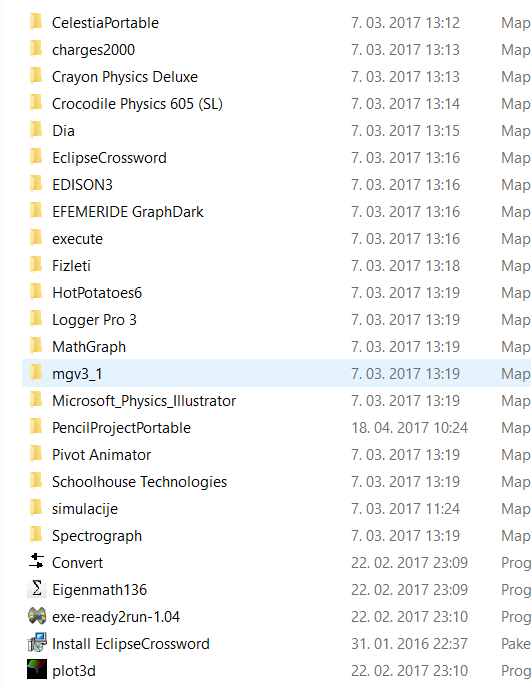 CelestiaPortable 7. 03. 2017 13:12 Map
charges2000 7. 03. 2017 13:13 Map
Crayon Physics Deluxe 7. 03. 2017 13:13 Map
Crocodile Physics 605 (SL) 7. 03. 2017 13:14 Map
Dia 7. 03. 2017 13:15 Map
EclipseCrossword 7. 03. 2017 13:16 Map
EDISON3 7. 03. 2017 13:16 Map
EFEMERIDE GraphDark 7. 03. 2017 13:16 Map
execute 7. 03. 2017 13:16 Map
Fizleti 7. 03. 2017 13:18 Map
HotPotatoes6 7. 03. 2017 13:19 Map
Logger Pro 3 7. 03. 2017 13:19 Map
MathGraph 7. 03. 2017 13:19 Map
mgv3_1 7. 03. 2017 13:19 Map
Microsoft_Physics_Illustrator 7. 03. 2017 13:19 Map
PencilProjectPortable 18. 04. 2017 10:24 Map
Pivot Animator 7. 03. 2017 13:19 Map
Schoolhouse Technologies 7. 03. 2017 13:19 Map
simulacije 7. 03. 2017 11:24 Map
Spectrograph 7. 03. 2017 13:19 Map
Convert 22. 02. 2017 23:09 Prog
Eigenmath136 22. 02. 2017 23:09 Prog
exe-ready2run-1.04 22. 02. 2017 23:10 Prog
Install EclipseCrossword 31. 01. 2016 22:37 Pake
plot3d 22. 02. 2017 23:10 Prog